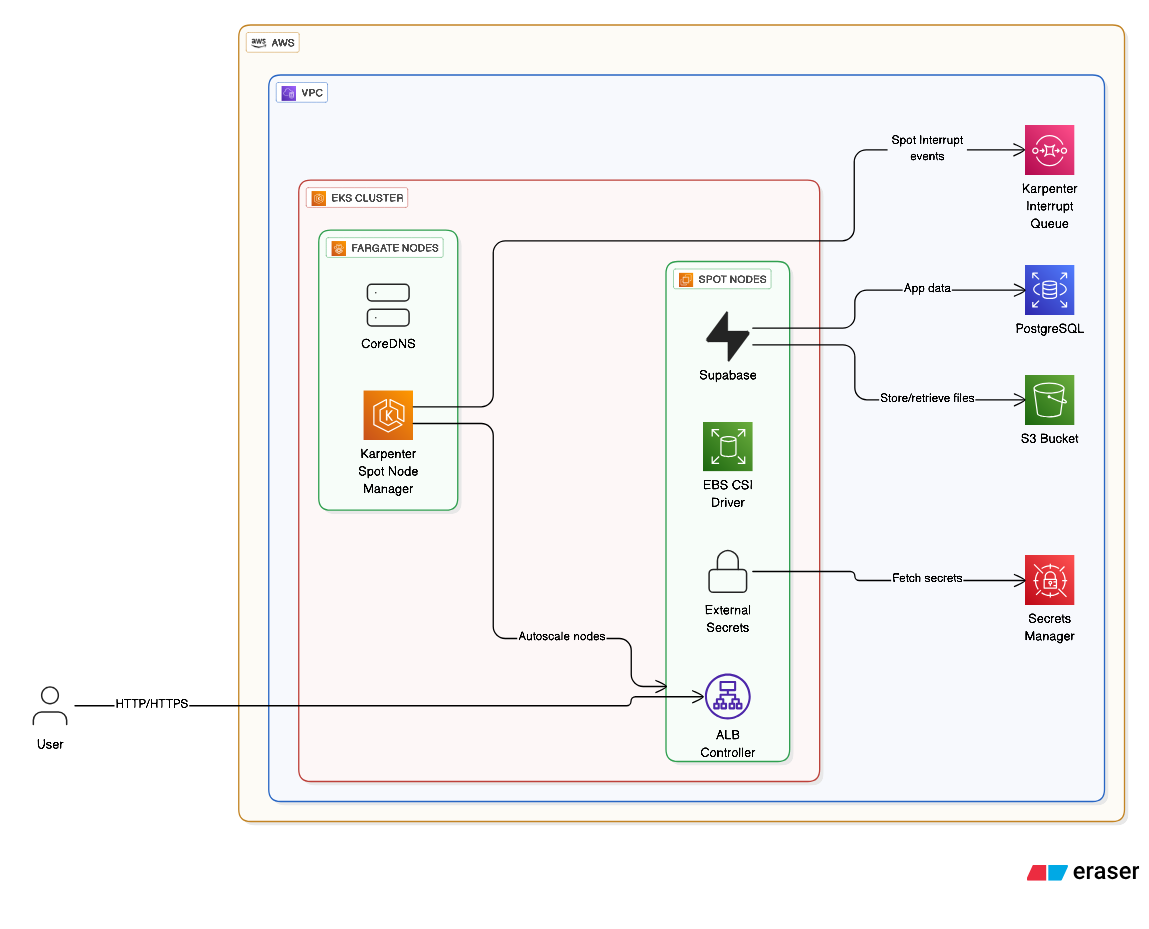 aws AWS
VPC
Spot Interrupt
events
Karpenter
Interrupt
Queue
EKS CLUSTER
FARGATE NODES
CoreDNS
K
Karpenter
Spot Node
Manager
SPOT NODES
Supabase
App data
PostgreSQL
Store/retrieve files
S3 Bucket
EBS CSI
Driver
External
Secrets
Fetch secrets
Secrets
Manager
Autoscale nodes
ALB
Controller
HTTP/HTTPS
User
eraser